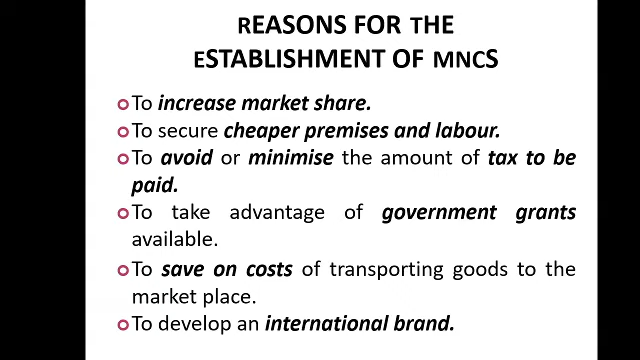 REASONS FOR THE
ESTABLISHMENT OF MNCS
To increase market share.
To secure cheaper premises and labour.
To avoid or minimise the amount of tax to be
paid.
To take advantage of government grants
available.
To save on costs of transporting goods to the
market place.
To develop an international brand.